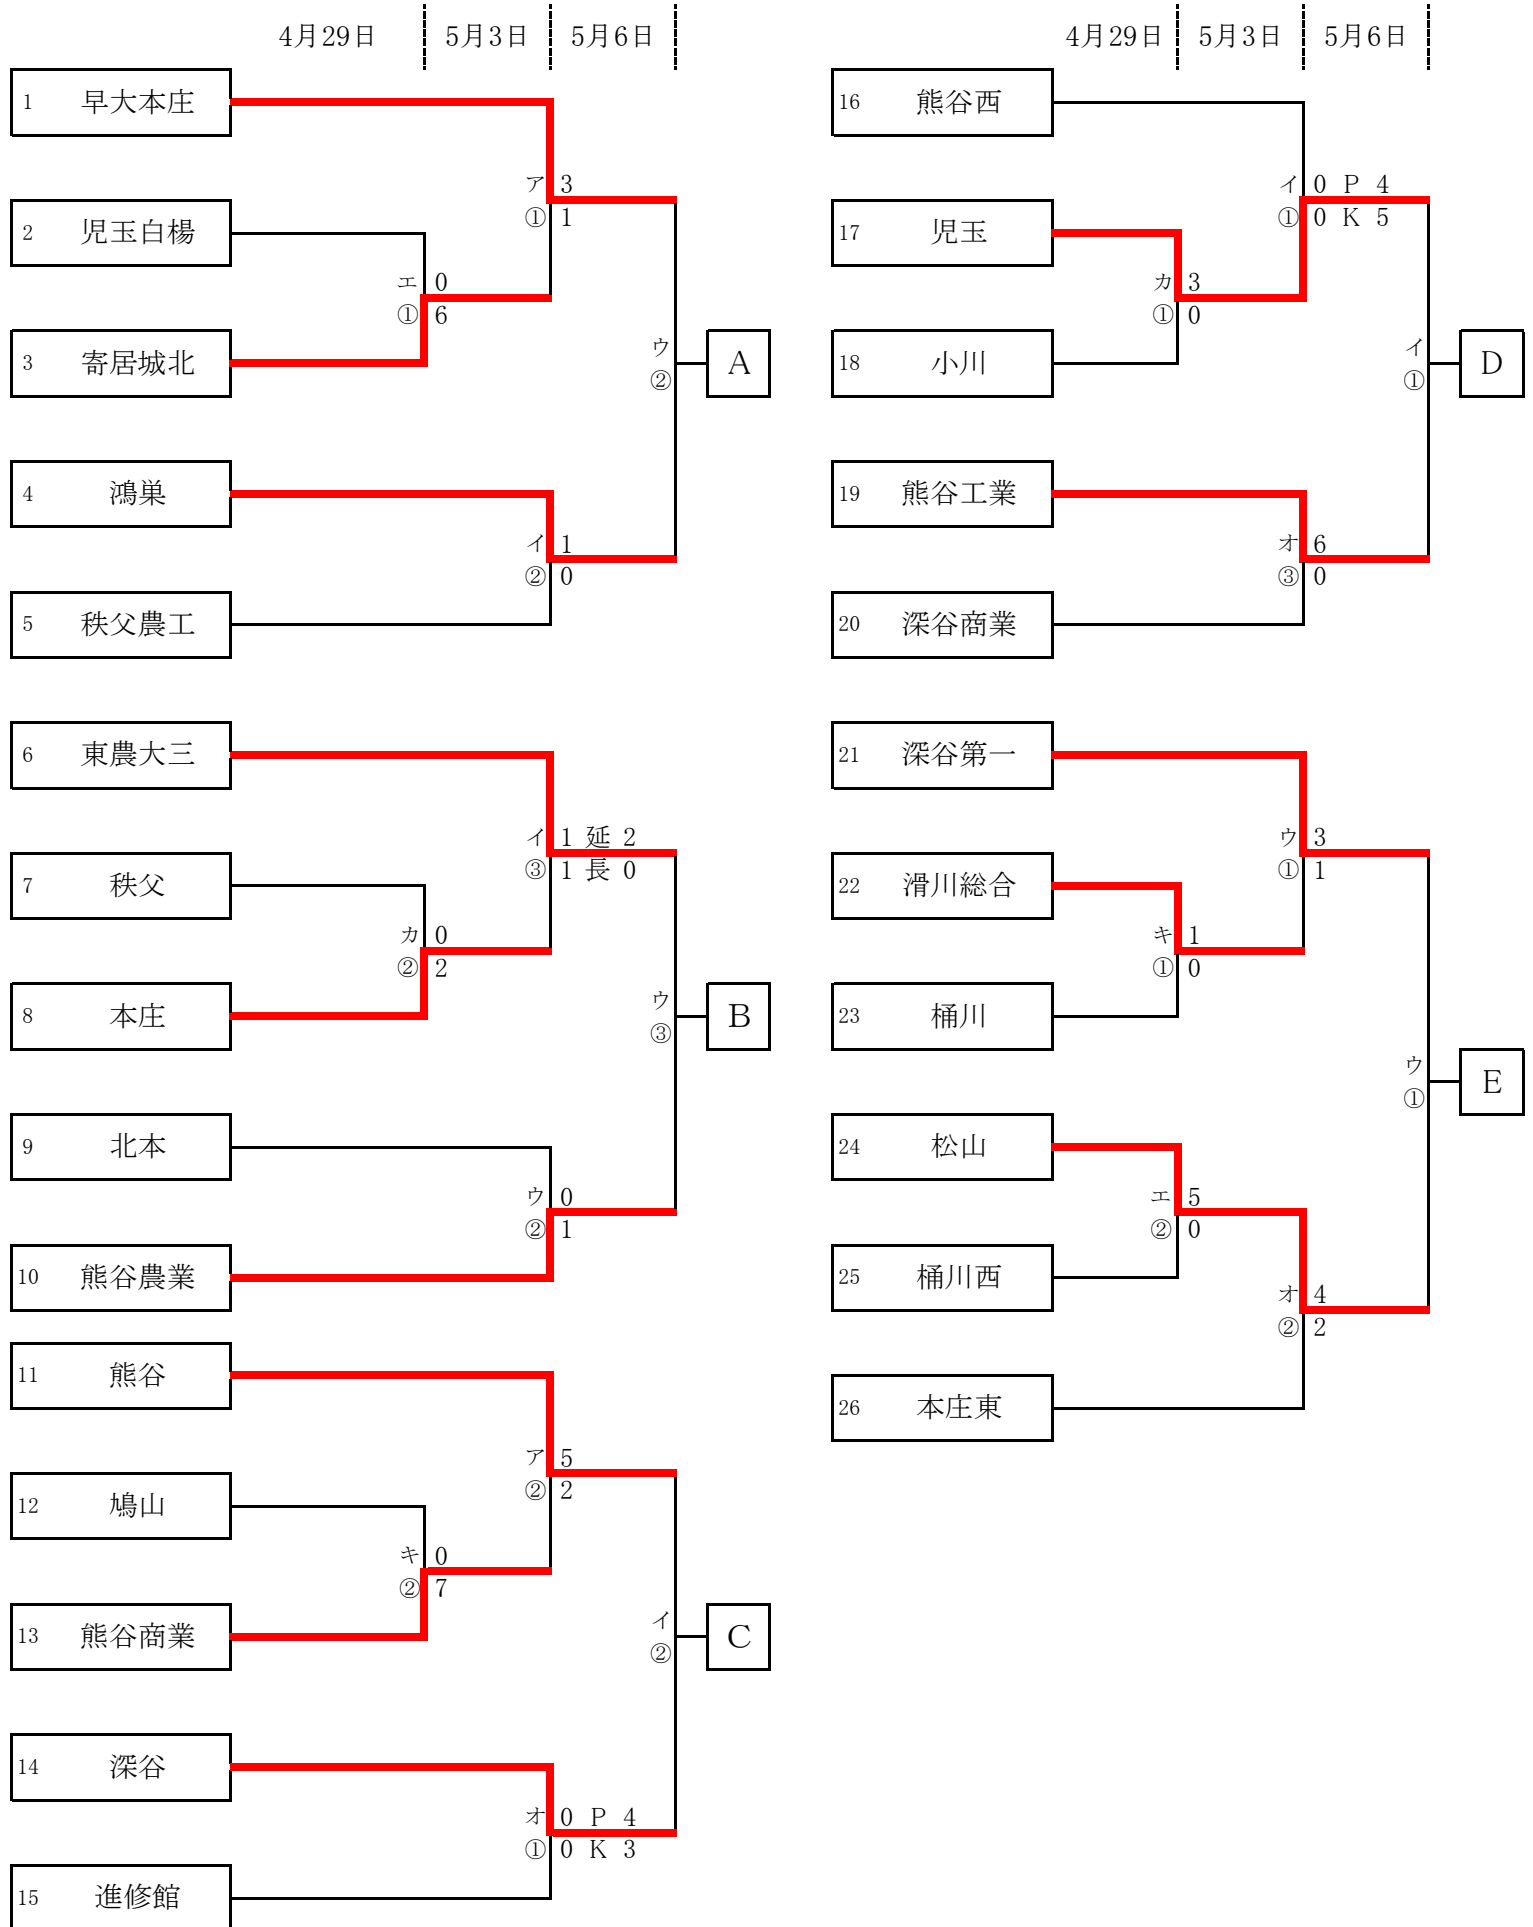 4月29日 5月3日 5月6日
1 早大本庄
ア 3
① 1
2 児玉白楊
エ 0
① 6
3 寄居城北
ウ
②
A
4 鴻巣
イ 1
② 0
5 秩父農工
6 東農大三
イ 1 延 2
③ 1 長 0
7 秩父
カ 0
② 2
8 本庄
ウ
③
B
9 北本
ウ 0
② 1
10 熊谷農業
11 熊谷
ア 5
② 2
12 鳩山
キ 0
② 7
13 熊谷商業
イ
②
C
14 深谷
オ 0 P 4
① 0 K 3
15 進修館
4月29日 5月3日 5月6日
16 熊谷西
イ 0 P 4
① 0 K 5
17 児玉
カ 3
① 0
18 小川
イ
①
D
19 熊谷工業
オ 6
③ 0
20 深谷商業
21 深谷第一
ウ 3
① 1
22 滑川総合
キ 1
① 0
23 桶川
ウ
①
E
24 松山
エ 5
② 0
25 桶川西
オ 4
② 2
26 本庄東